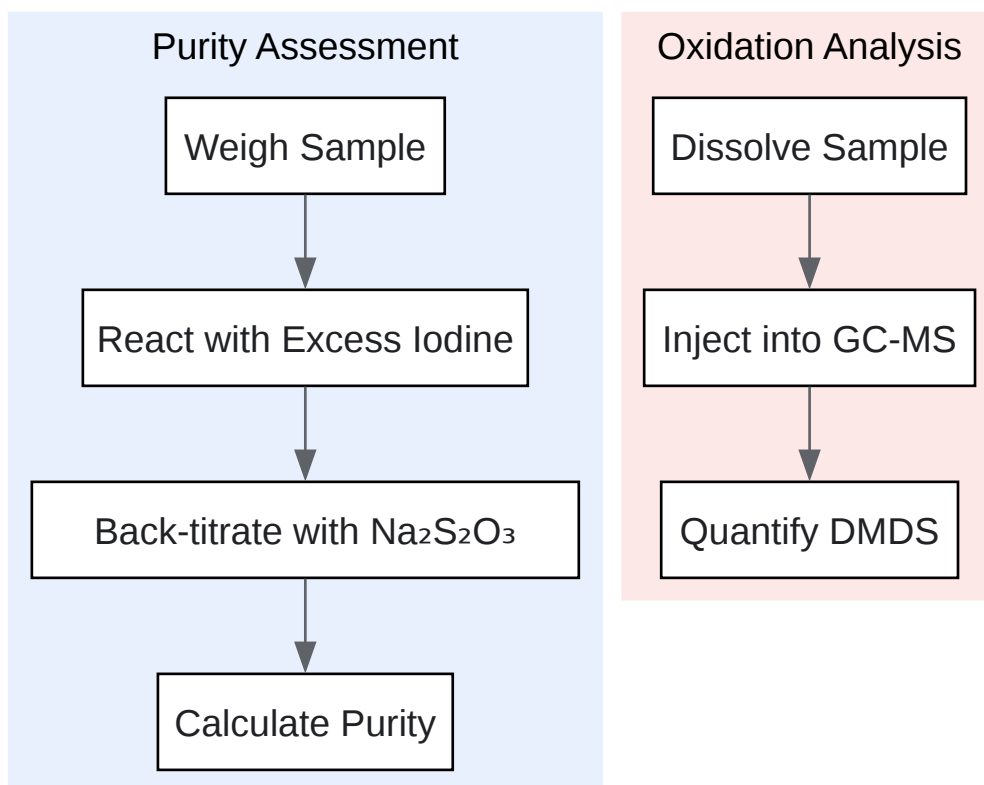 Purity Assessment
Weigh Sample
React with Excess Iodine
Back-titrate with Na₂S₂O₃
Calculate Purity
Oxidation Analysis
Dissolve Sample
Inject into GC-MS
Quantify DMDS